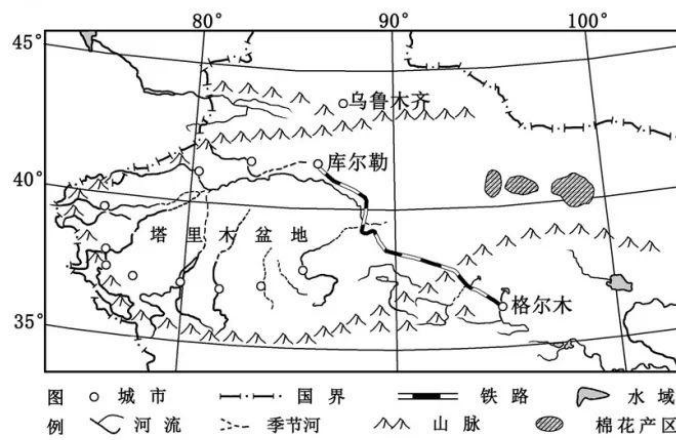 80° 90° 100°
45°
乌鲁木齐
库尔勒
40°
塔里木盆地
格尔木
35°
图 城市 国界 铁路 水域
例 河流 季节河 山脉 棉花产区